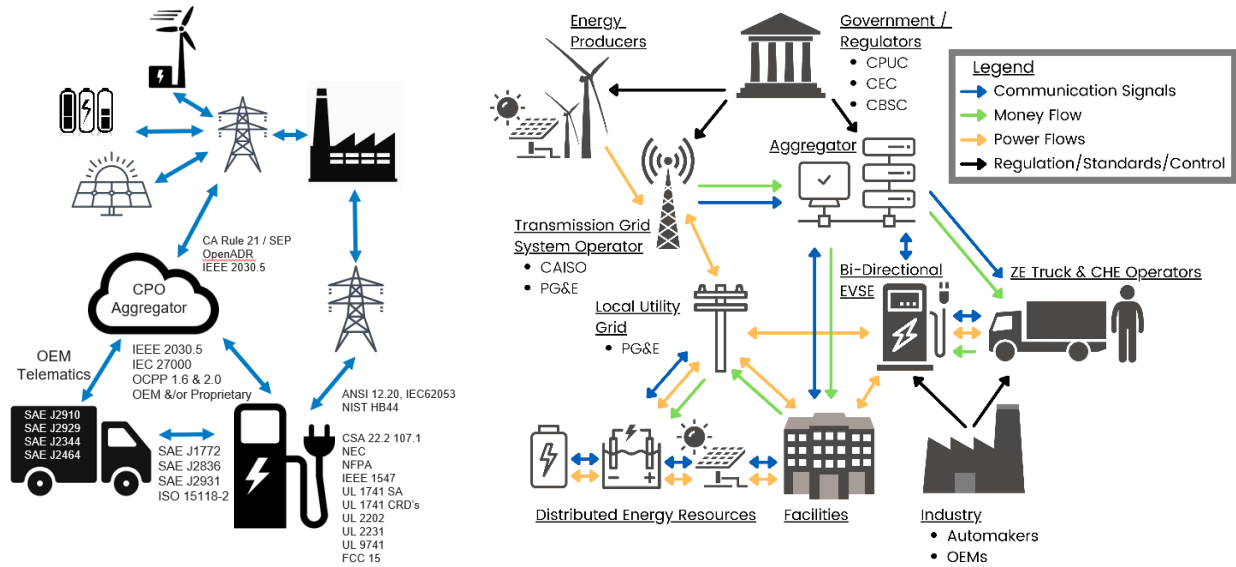 CA Rule 21 / SEP
OpenADR
IEEE 2030.5
CPO
Aggregator
OEM
Telematics
IEEE 2030.5
IEC 27000
OCPP 1.6 & 2.0
OEM &/or Proprietary
SAE J2910
SAE J2929
SAE J2344
SAE J2464
SAE J1772
SAE J2836
SAE J2931
ISO 15118-2
ANSI 12.20, IEC62053
NIST HB44
CSA 22.2 107.1
NEC
NFPA
IEEE 1547
UL 1741 SA
UL 1741 CRD's
UL 2202
UL 2231
UL 9741
FCC 15
Energy
Producers
Government /
Regulators
• CPUC
• CEC
• CBSC
Legend
Communication Signals
Money Flow
Power Flows
Regulation/Standards/Control
Aggregator
Transmission Grid
System Operator
• CAISO
• PG&E
Local Utility
Grid
• PG&E
Bi-Directional
EVSE
ZE Truck & CHE Operators
Distributed Energy Resources
Facilities
Industry
• Automakers
• OEMs